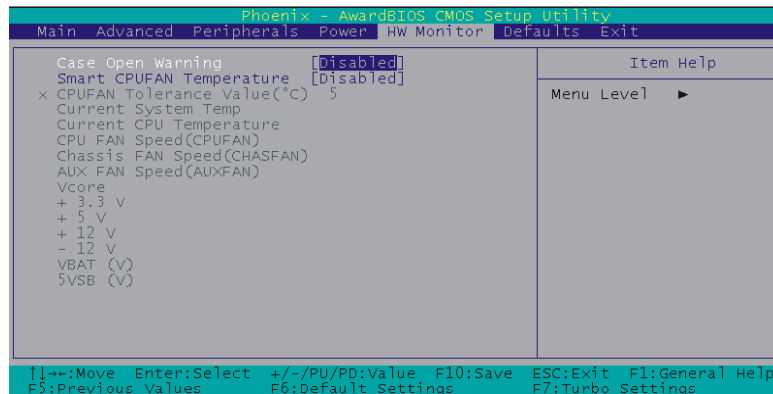 Phoenix - AwardBIOS CMOS Setup Utility
Main Advanced Peripherals Power HW Monitor Defaults Exit
Case Open Warning [Disabled]
Item Help
Smart CPUFAN Temperature [Disabled]
x CPUFAN Tolerance Value(°C) 5
Menu Level ►
Current System Temp
Current CPU Temperature
CPU FAN Speed(CPUFAN)
Chassis FAN Speed(CHASFAN)
AUX FAN Speed(AUXFAN)
Vcore
+ 3.3 V
+ 5 V
+ 12 V
- 12 V
VBAT (V)
5VSB (V)
↑↓→←:Move Enter:Select +/-/PU/PD:Value F10:Save ESC:Exit F1:General Help
F5:Previous Values F6:Default Settings F7:Turbo Settings